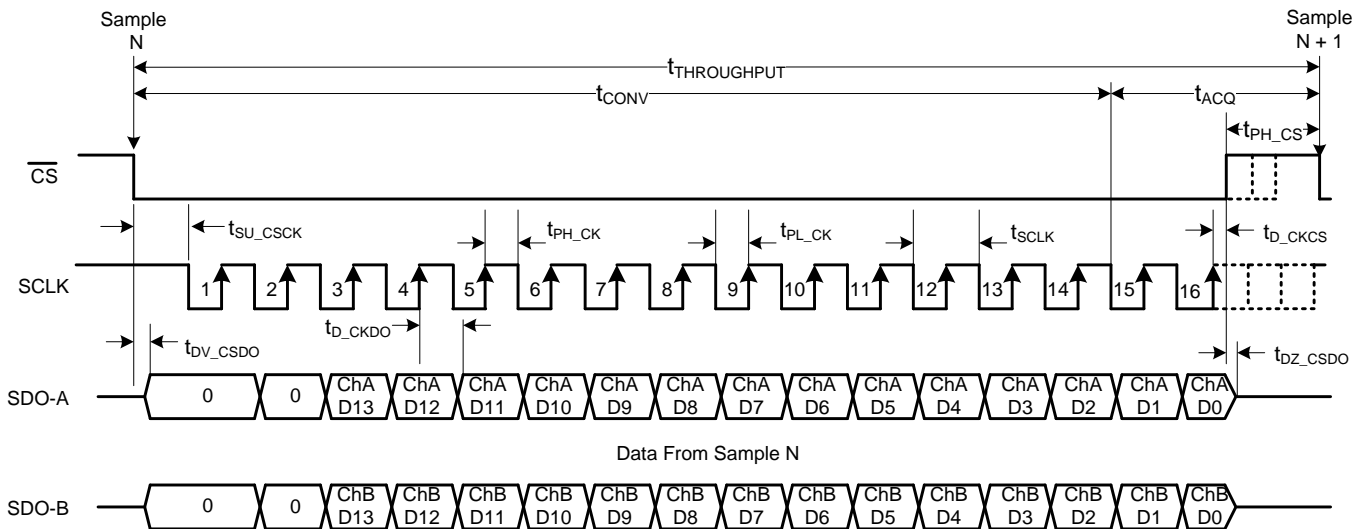 Sample
N
Sample
N + 1
tTHROUGHPUT
tCONV
tACQ
tPH_CS
CS
tSU_CSCK
tPH_CK
tPL_CK
tSCLK
tD_CKCS
SCLK
1
2
3
4
5
6
7
8
9
10
11
12
13
14
15
16
tD_CKDO
tDV_CSDO
tDZ_CSDO
SDO-A
0
0
ChA
D13
ChA
D12
ChA
D11
ChA
D10
ChA
D9
ChA
D8
ChA
D7
ChA
D6
ChA
D5
ChA
D4
ChA
D3
ChA
D2
ChA
D1
ChA
D0
Data From Sample N
SDO-B
0
0
ChB
D13
ChB
D12
ChB
D11
ChB
D10
ChB
D9
ChB
D8
ChB
D7
ChB
D6
ChB
D5
ChB
D4
ChB
D3
ChB
D2
ChB
D1
ChB
D0